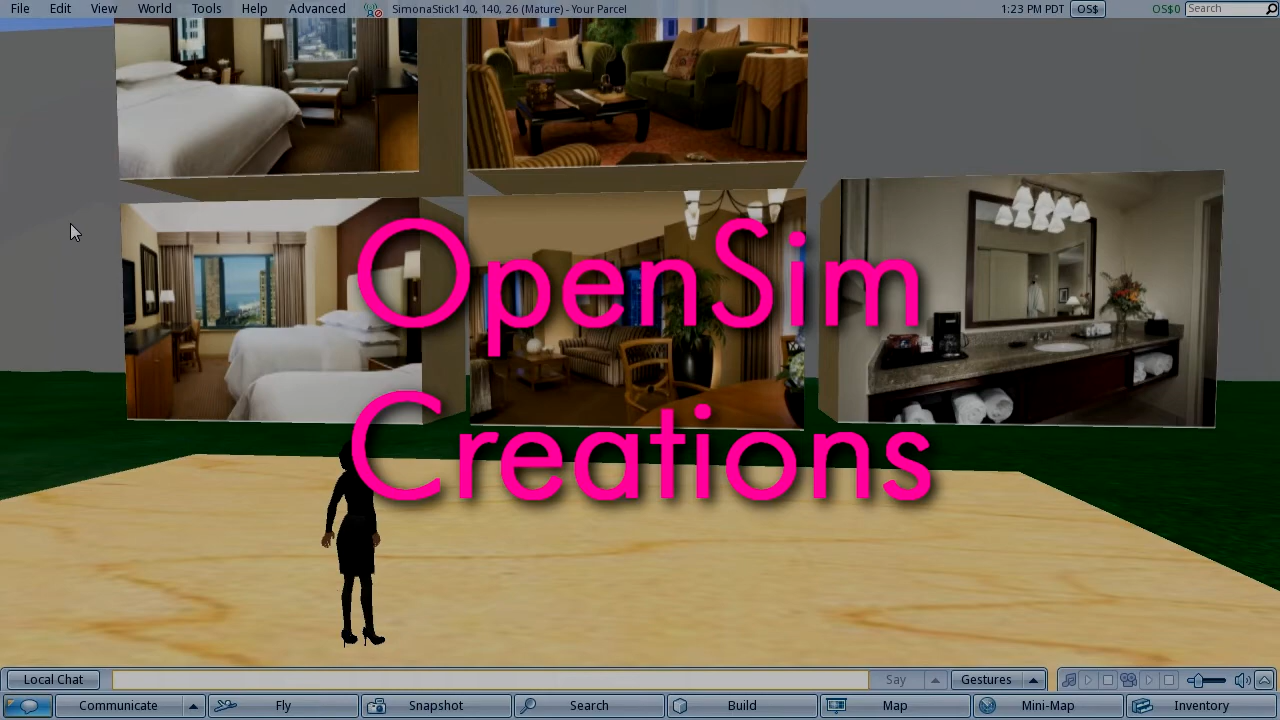 File Edit View World Tools Help Advanced SimonaStick1 40, 140, 26 (Mature) - Your Parcel 1:23 PM PDT OS$ OS$0 Search
OpenSim
Creations
Local Chat Say Gestures
Communicate Fly Snapshot Search Build Map Mini-Map Inventory